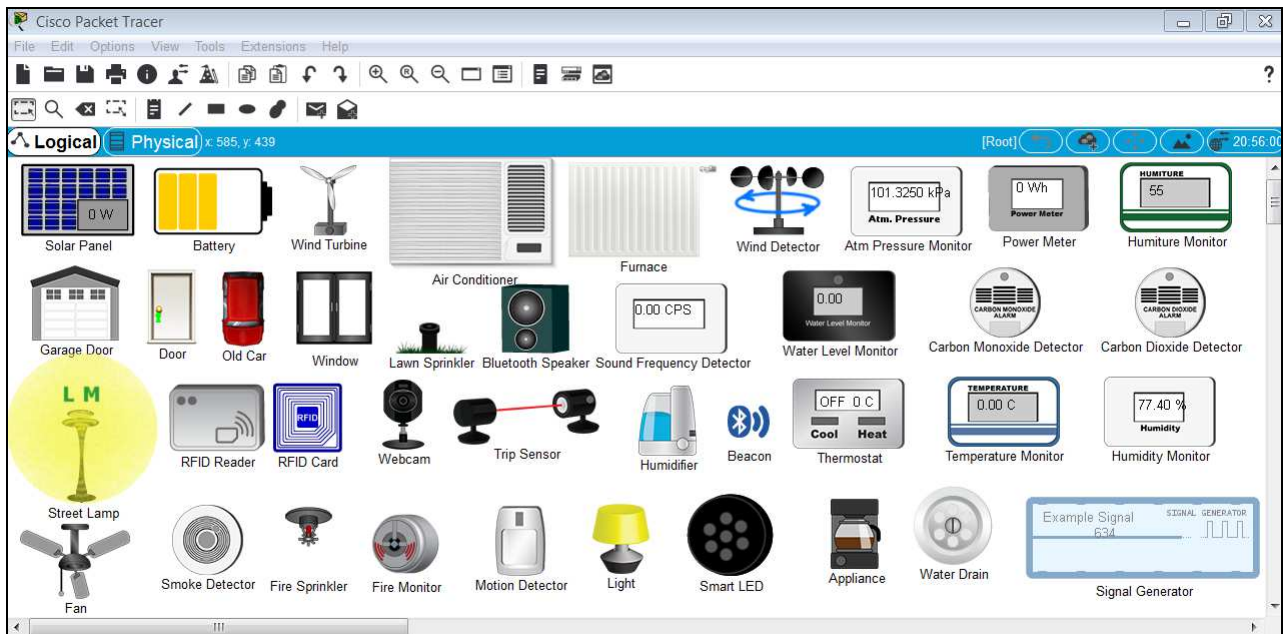 Cisco Packet Tracer
File Edit Options View Tools Extensions Help
?
Logical Physical x: 585, y: 439 [Root] 20:56:00
0 W
Solar Panel
Battery
Wind Turbine
Air Conditioner
Furnace
Wind Detector
101.3250 kPa
Atm. Pressure
Atm Pressure Monitor
0 Wh
Power Meter
Power Meter
HUMITURE
55
Humiture Monitor
Garage Door
Door
Old Car
Window
Lawn Sprinkler
Bluetooth Speaker
0.00 CPS
Sound Frequency Detector
0.00
Water Level Monitor
Water Level Monitor
CARBON MONOXIDE
ALARM
Carbon Monoxide Detector
CARBON DIOXIDE
ALARM
Carbon Dioxide Detector
L M
Street Lamp
RFID Reader
RFID
RFID Card
Webcam
Trip Sensor
Humidifier
Beacon
OFF 0 C
Cool Heat
Thermostat
TEMPERATURE
0.00 C
Temperature Monitor
77.40 %
Humidity
Humidity Monitor
Fan
Smoke Detector
Fire Sprinkler
Fire Monitor
Motion Detector
Light
Smart LED
Appliance
Water Drain
Example Signal
634
SIGNAL GENERATOR
Signal Generator